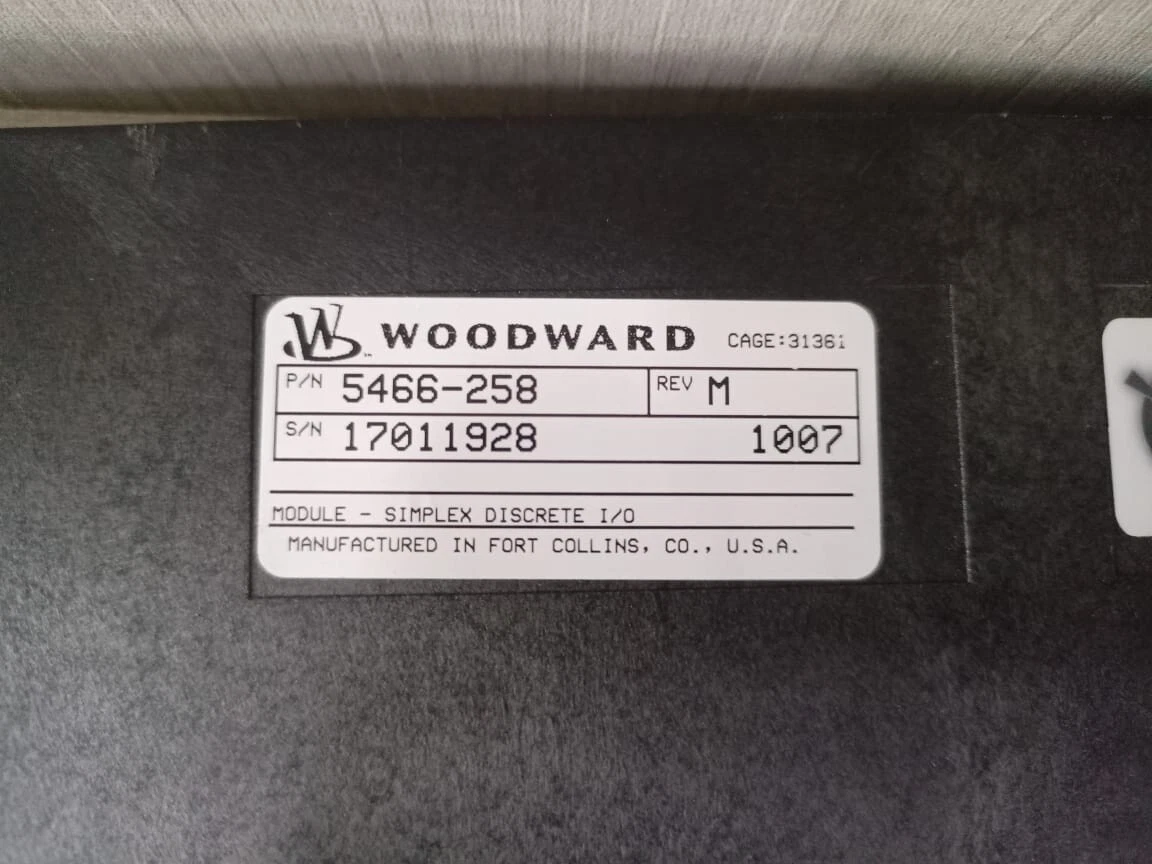 WOODWARD CAGE:31361
P/N 5466-258 REV M
S/N 17011928 1007
MODULE - SIMPLEX DISCRETE I/O
MANUFACTURED IN FORT COLLINS, CO., U.S.A.